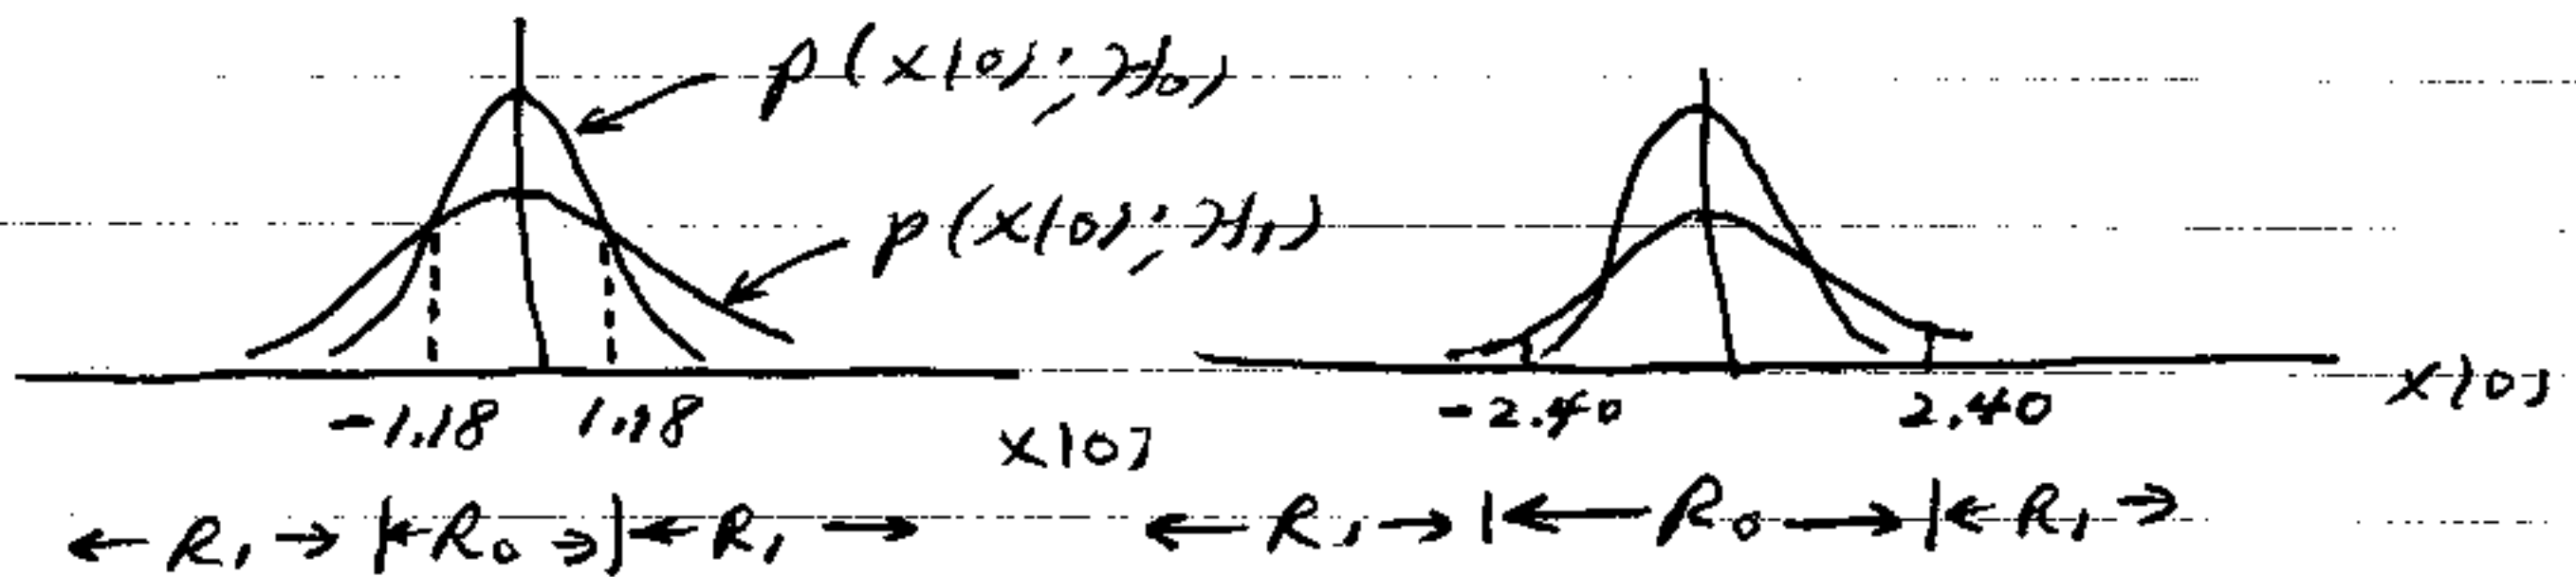 p(x[0]; H₀)
p(x[0]; H₁)
-1.18 1.18 x[0]
-2.40 2.40 x[0]
← R₁ → |← R₀ →| ← R₁ →
← R₁ → |← R₀ →| ← R₁ →